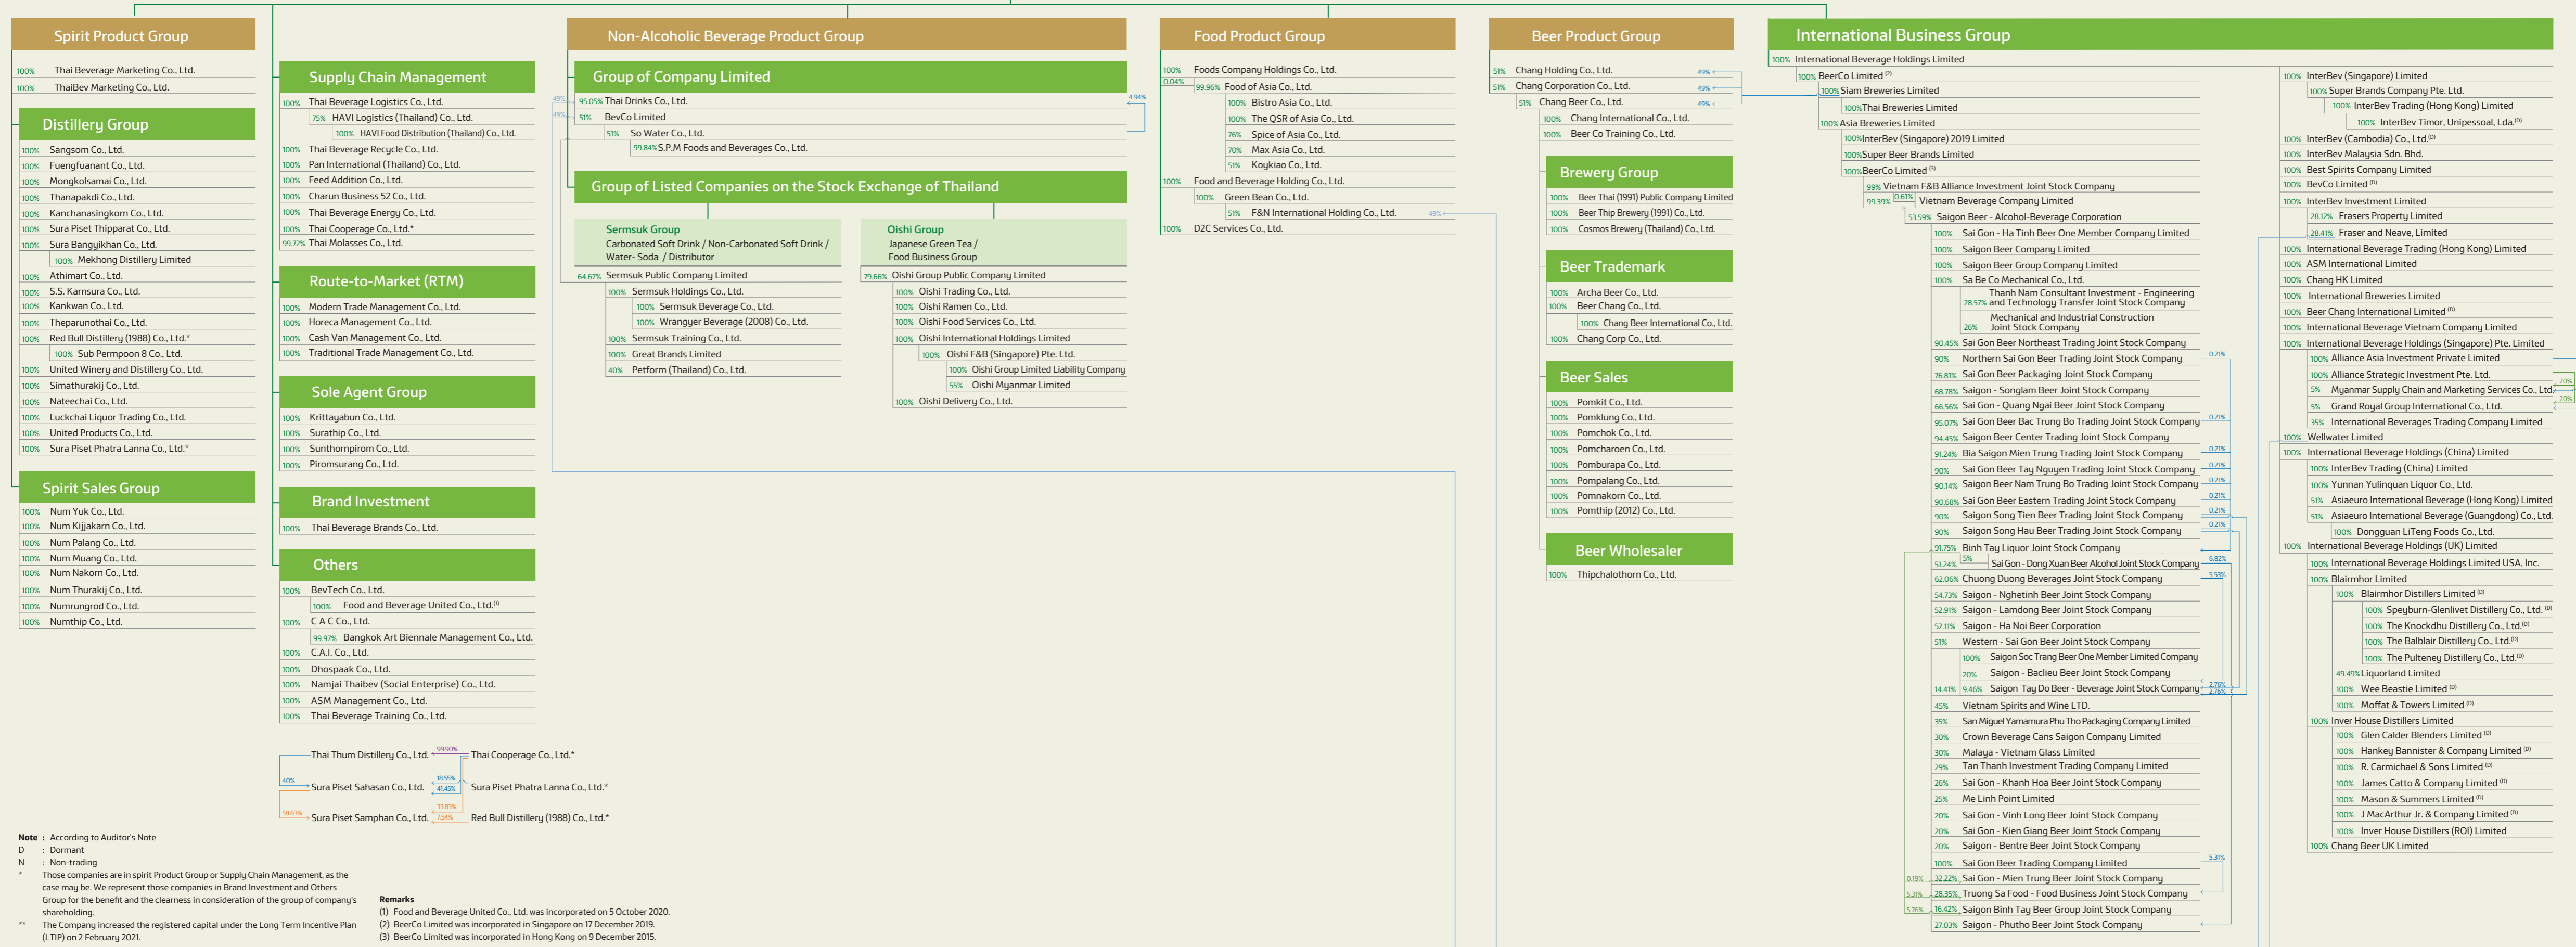 Spirit Product Group
100% Thai Beverage Marketing Co., Ltd.
100% ThaiBev Marketing Co., Ltd.
Distillery Group
100% Sangsom Co., Ltd.
100% Fuengfuanant Co., Ltd.
100% Mongkolsamai Co., Ltd.
100% Thanapakdi Co., Ltd.
100% Kanchanasingkorn Co., Ltd.
100% Sura Piset Thipparat Co., Ltd.
100% Sura Bangyikhan Co., Ltd.
100% Mekhong Distillery Limited
100% Athimart Co., Ltd.
100% S.S. Karnsura Co., Ltd.
100% Kankwan Co., Ltd.
100% Theparunothai Co., Ltd.
100% Red Bull Distillery (1988) Co., Ltd.*
100% Sub Permpoon 8 Co., Ltd.
100% United Winery and Distillery Co., Ltd.
100% Simathurakij Co., Ltd.
100% Nateechai Co., Ltd.
100% Luckchai Liquor Trading Co., Ltd.
100% United Products Co., Ltd.
100% Sura Piset Phatra Lanna Co., Ltd.*
Spirit Sales Group
100% Num Yuk Co., Ltd.
100% Num Kijjakarn Co., Ltd.
100% Num Palang Co., Ltd.
100% Num Muang Co., Ltd.
100% Num Nakorn Co., Ltd.
100% Num Thurakij Co., Ltd.
100% Numrungrod Co., Ltd.
100% Numthip Co., Ltd.
Supply Chain Management
100% Thai Beverage Logistics Co., Ltd.
75% HAVI Logistics (Thailand) Co., Ltd.
100% HAVI Food Distribution (Thailand) Co., Ltd.
100% Thai Beverage Recycle Co., Ltd.
100% Pan International (Thailand) Co., Ltd.
100% Feed Addition Co., Ltd.
100% Charun Business 52 Co., Ltd.
100% Thai Beverage Energy Co., Ltd.
100% Thai Cooperage Co., Ltd.*
99.72% Thai Molasses Co., Ltd.
Route-to-Market (RTM)
100% Modern Trade Management Co., Ltd.
100% Horeca Management Co., Ltd.
100% Cash Van Management Co., Ltd.
100% Traditional Trade Management Co., Ltd.
Sole Agent Group
100% Krittayabun Co., Ltd.
100% Surathip Co., Ltd.
100% Sunthornpirom Co., Ltd.
100% Piromsurang Co., Ltd.
Brand Investment
100% Thai Beverage Brands Co., Ltd.
Others
100% BevTech Co., Ltd.
100% Food and Beverage United Co., Ltd.(1)
100% C A C Co., Ltd.
99.97% Bangkok Art Biennale Management Co., Ltd.
100% C.A.I. Co., Ltd.
100% Dhospaak Co., Ltd.
100% Namjai Thaibev (Social Enterprise) Co., Ltd.
100% ASM Management Co., Ltd.
100% Thai Beverage Training Co., Ltd.
Thai Thum Distillery Co., Ltd. 99.90% Thai Cooperage Co., Ltd.*
40% Sura Piset Sahasan Co., Ltd. 18.55% 41.45% Sura Piset Phatra Lanna Co., Ltd.*
58.63% Sura Piset Samphan Co., Ltd. 33.83% 7.54% Red Bull Distillery (1988) Co., Ltd.*
Note : According to Auditor's Note
D : Dormant
N : Non-trading
* Those companies are in spirit Product Group or Supply Chain Management, as the
case may be. We represent those companies in Brand Investment and Others
Group for the benefit and the clearness in consideration of the group of company's
shareholding.
** The Company increased the registered capital under the Long Term Incentive Plan
(LTIP) on 2 February 2021.
Remarks
(1) Food and Beverage United Co., Ltd. was incorporated on 5 October 2020.
(2) BeerCo Limited was incorporated in Singapore on 17 December 2019.
(3) BeerCo Limited was incorporated in Hong Kong on 9 December 2015.
Non-Alcoholic Beverage Product Group
Group of Company Limited
49% 95.05% Thai Drinks Co., Ltd. 4.94%
49% 51% BevCo Limited
51% So Water Co., Ltd.
99.84% S.P.M Foods and Beverages Co., Ltd.
Group of Listed Companies on the Stock Exchange of Thailand
Sermsuk Group
Carbonated Soft Drink / Non-Carbonated Soft Drink /
Water- Soda / Distributor
64.67% Sermsuk Public Company Limited
100% Sermsuk Holdings Co., Ltd.
100% Sermsuk Beverage Co., Ltd.
100% Wrangyer Beverage (2008) Co., Ltd.
100% Sermsuk Training Co., Ltd.
100% Great Brands Limited
40% Petform (Thailand) Co., Ltd.
Oishi Group
Japanese Green Tea /
Food Business Group
79.66% Oishi Group Public Company Limited
100% Oishi Trading Co., Ltd.
100% Oishi Ramen Co., Ltd.
100% Oishi Food Services Co., Ltd.
100% Oishi International Holdings Limited
100% Oishi F&B (Singapore) Pte. Ltd.
100% Oishi Group Limited Liability Company
55% Oishi Myanmar Limited
100% Oishi Delivery Co., Ltd.
Food Product Group
100% Foods Company Holdings Co., Ltd.
0.04% 99.96% Food of Asia Co., Ltd.
100% Bistro Asia Co., Ltd.
100% The QSR of Asia Co., Ltd.
76% Spice of Asia Co., Ltd.
70% Max Asia Co., Ltd.
51% Koykiao Co., Ltd.
100% Food and Beverage Holding Co., Ltd.
100% Green Bean Co., Ltd.
51% F&N International Holding Co., Ltd. 49%
100% D2C Services Co., Ltd.
Beer Product Group
51% Chang Holding Co., Ltd. 49%
51% Chang Corporation Co., Ltd. 49%
51% Chang Beer Co., Ltd. 49%
100% Chang International Co., Ltd.
100% Beer Co Training Co., Ltd.
Brewery Group
100% Beer Thai (1991) Public Company Limited
100% Beer Thip Brewery (1991) Co., Ltd.
100% Cosmos Brewery (Thailand) Co., Ltd.
Beer Trademark
100% Archa Beer Co., Ltd.
100% Beer Chang Co., Ltd.
100% Chang Beer International Co., Ltd.
100% Chang Corp Co., Ltd.
Beer Sales
100% Pomkit Co., Ltd.
100% Pomklung Co., Ltd.
100% Pomchok Co., Ltd.
100% Pomcharoen Co., Ltd.
100% Pomburapa Co., Ltd.
100% Pompalang Co., Ltd.
100% Pomnakorn Co., Ltd.
100% Pomthip (2012) Co., Ltd.
Beer Wholesaler
100% Thipchalothorn Co., Ltd.
International Business Group
100% International Beverage Holdings Limited
100% BeerCo Limited (2)
100% Siam Breweries Limited
100% Thai Breweries Limited
100% Asia Breweries Limited
100% InterBev (Singapore) 2019 Limited
100% Super Beer Brands Limited
100% BeerCo Limited (3)
99% Vietnam F&B Alliance Investment Joint Stock Company
99.39% 0.61% Vietnam Beverage Company Limited
53.59% Saigon Beer - Alcohol-Beverage Corporation
100% Sai Gon - Ha Tinh Beer One Member Company Limited
100% Saigon Beer Company Limited
100% Saigon Beer Group Company Limited
100% Sa Be Co Mechanical Co., Ltd.
Thanh Nam Consultant Investment - Engineering
28.57% and Technology Transfer Joint Stock Company
Mechanical and Industrial Construction
26% Joint Stock Company
90.45% Sai Gon Beer Northeast Trading Joint Stock Company
90% Northern Sai Gon Beer Trading Joint Stock Company 0.21%
76.81% Sai Gon Beer Packaging Joint Stock Company
68.78% Saigon - Songlam Beer Joint Stock Company
66.56% Sai Gon - Quang Ngai Beer Joint Stock Company
95.07% Sai Gon Beer Bac Trung Bo Trading Joint Stock Company 0.21%
94.45% Saigon Beer Center Trading Joint Stock Company
91.24% Bia Saigon Mien Trung Trading Joint Stock Company 0.21%
90% Sai Gon Beer Tay Nguyen Trading Joint Stock Company 0.21%
90.14% Saigon Beer Nam Trung Bo Trading Joint Stock Company 0.21%
90.68% Sai Gon Beer Eastern Trading Joint Stock Company 0.21%
90% Saigon Song Tien Beer Trading Joint Stock Company 0.21%
90% Saigon Song Hau Beer Trading Joint Stock Company 0.21%
91.75% Binh Tay Liquor Joint Stock Company
51.24% 5% Sai Gon - Dong Xuan Beer Alcohol Joint Stock Company 6.82%
62.06% Chuong Duong Beverages Joint Stock Company 5.53%
54.73% Saigon - Nghetinh Beer Joint Stock Company
52.91% Saigon - Lamdong Beer Joint Stock Company
52.11% Saigon - Ha Noi Beer Corporation
51% Western - Sai Gon Beer Joint Stock Company
100% Saigon Soc Trang Beer One Member Limited Company
20% Saigon - Baclieu Beer Joint Stock Company
14.41% 9.46% Saigon Tay Do Beer - Beverage Joint Stock Company 2.76% 2.76%
45% Vietnam Spirits and Wine LTD.
35% San Miguel Yamamura Phu Tho Packaging Company Limited
30% Crown Beverage Cans Saigon Company Limited
30% Malaya - Vietnam Glass Limited
29% Tan Thanh Investment Trading Company Limited
26% Sai Gon - Khanh Hoa Beer Joint Stock Company
25% Me Linh Point Limited
20% Sai Gon - Vinh Long Beer Joint Stock Company
20% Sai Gon - Kien Giang Beer Joint Stock Company
20% Saigon - Bentre Beer Joint Stock Company
100% Sai Gon Beer Trading Company Limited 5.31%
0.19% 32.22% Sai Gon - Mien Trung Beer Joint Stock Company
5.31% 28.35% Truong Sa Food - Food Business Joint Stock Company
5.76% 16.42% Saigon Binh Tay Beer Group Joint Stock Company
27.03% Saigon - Phutho Beer Joint Stock Company
100% InterBev (Singapore) Limited
100% Super Brands Company Pte. Ltd.
100% InterBev Trading (Hong Kong) Limited
100% InterBev Timor, Unipessoal, Lda.(D)
100% InterBev (Cambodia) Co., Ltd.(D)
100% InterBev Malaysia Sdn. Bhd.
100% Best Spirits Company Limited
100% BevCo Limited (D)
100% InterBev Investment Limited
28.12% Frasers Property Limited
28.41% Fraser and Neave, Limited
100% International Beverage Trading (Hong Kong) Limited
100% ASM International Limited
100% Chang HK Limited
100% International Breweries Limited
100% Beer Chang International Limited (D)
100% International Beverage Vietnam Company Limited
100% International Beverage Holdings (Singapore) Pte. Limited
100% Alliance Asia Investment Private Limited
100% Alliance Strategic Investment Pte. Ltd.
5% Myanmar Supply Chain and Marketing Services Co., Ltd. 20%
5% Grand Royal Group International Co., Ltd. 20%
35% International Beverages Trading Company Limited
100% Wellwater Limited
100% International Beverage Holdings (China) Limited
100% InterBev Trading (China) Limited
100% Yunnan Yulinquan Liquor Co., Ltd.
51% Asiaeuro International Beverage (Hong Kong) Limited
51% Asiaeuro International Beverage (Guangdong) Co., Ltd.
100% Dongguan LiTeng Foods Co., Ltd.
100% International Beverage Holdings (UK) Limited
100% International Beverage Holdings Limited USA, Inc.
100% Blairmhor Limited
100% Blairmhor Distillers Limited (D)
100% Speyburn-Glenlivet Distillery Co., Ltd. (D)
100% The Knockdhu Distillery Co., Ltd.(D)
100% The Balblair Distillery Co., Ltd.(D)
100% The Pulteney Distillery Co., Ltd.(D)
49.49% Liquorland Limited
100% Wee Beastie Limited (D)
100% Moffat & Towers Limited (D)
100% Inver House Distillers Limited
100% Glen Calder Blenders Limited (D)
100% Hankey Bannister & Company Limited (D)
100% R. Carmichael & Sons Limited (D)
100% James Catto & Company Limited (D)
100% Mason & Summers Limited (D)
100% J MacArthur Jr. & Company Limited (D)
100% Inver House Distillers (ROI) Limited
100% Chang Beer UK Limited